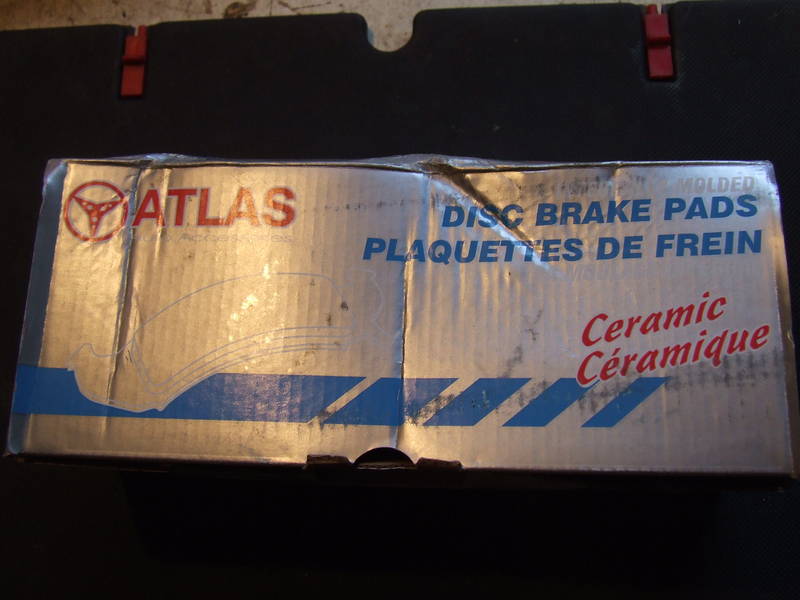 ATLAS
MOLDED
DISC BRAKE PADS
PLAQUETTES DE FREIN
Ceramic
Céramique